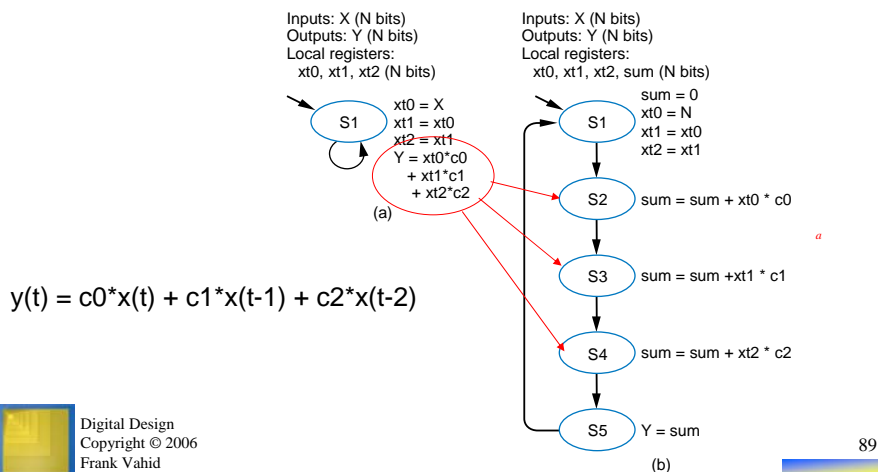 Inputs: X (N bits)
Outputs: Y (N bits)
Local registers:
xt0, xt1, xt2 (N bits)
S1
xt0 = X
xt1 = xt0
xt2 = xt1
Y = xt0*c0
+ xt1*c1
+ xt2*c2
(a)
Inputs: X (N bits)
Outputs: Y (N bits)
Local registers:
xt0, xt1, xt2, sum (N bits)
S1
sum = 0
xt0 = N
xt1 = xt0
xt2 = xt1
S2
sum = sum + xt0 * c0
a
S3
sum = sum +xt1 * c1
S4
sum = sum + xt2 * c2
S5
Y = sum
(b)
y(t) = c0*x(t) + c1*x(t-1) + c2*x(t-2)
Digital Design
Copyright © 2006
Frank Vahid
89